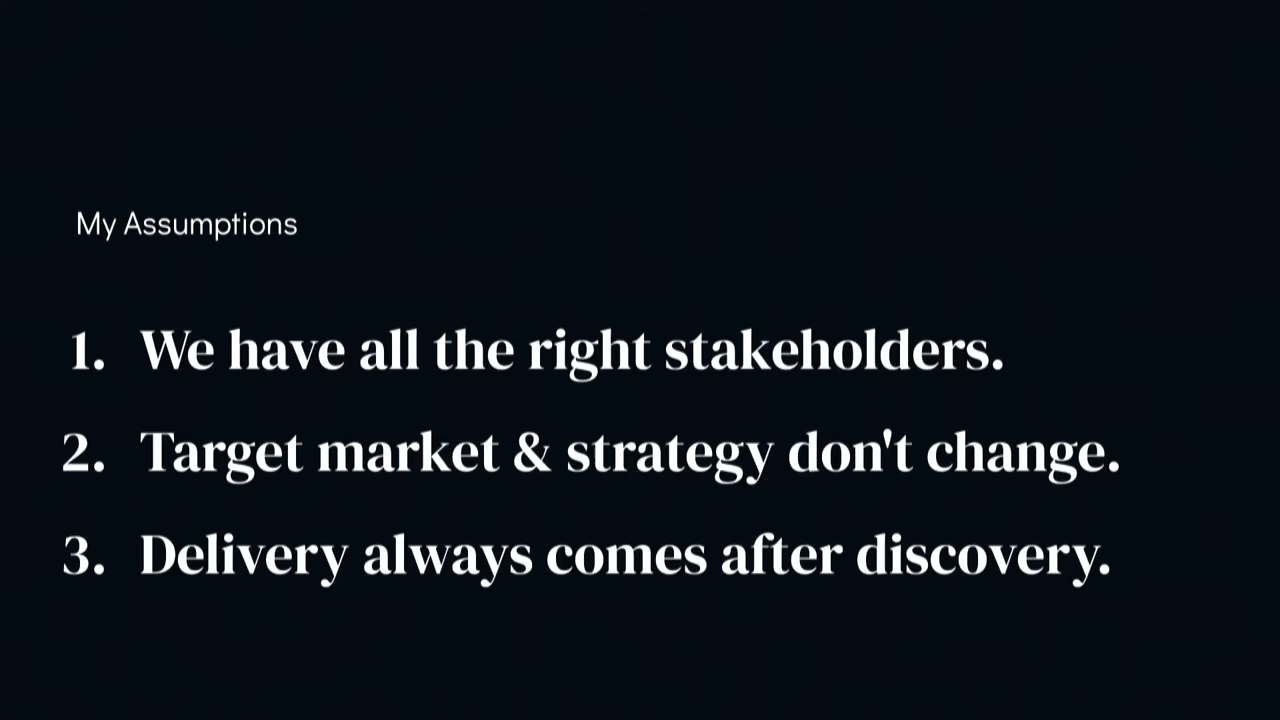 My Assumptions
1. We have all the right stakeholders.
2. Target market & strategy don't change.
3. Delivery always comes after discovery.